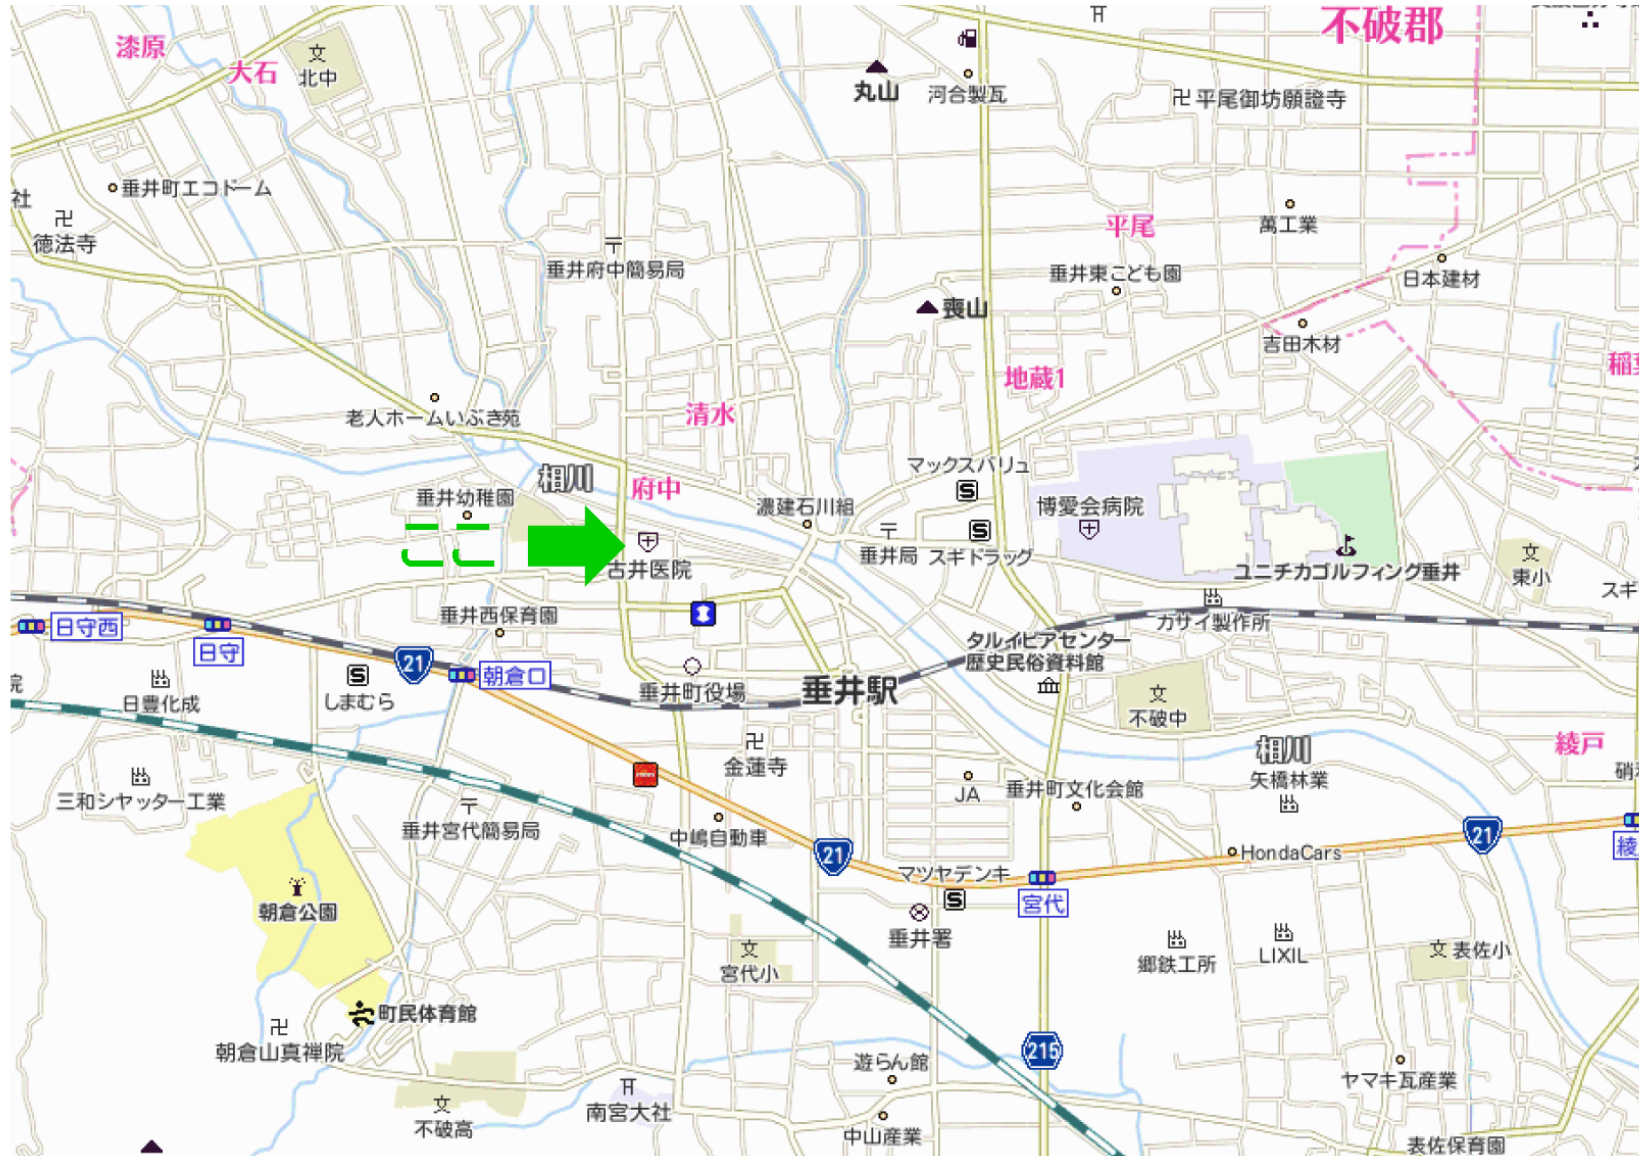 不破郡
漆原
大石
北中
丸山
河合製瓦
平尾御坊願證寺
社
垂井町エコドーム
徳法寺
垂井府中簡易局
平尾
萬工業
垂井東こども園
日本建材
喪山
吉田木材
地蔵1
老人ホームいぶき苑
清水
相川
府中
マックスバリュ
垂井幼稚園
濃建石川組
博愛会病院
ここ
古井医院
垂井局
スギドラッグ
ユニチカゴルフィング垂井
東小
スギ
垂井西保育園
カサイ製作所
日守西
日守
タルイピアセンター
歴史民俗資料館
21
朝倉口
しまむら
日豊化成
院
垂井町役場
垂井駅
不破中
金蓮寺
相川
綾戸
三和シヤッター工業
垂井宮代簡易局
JA
垂井町文化会館
矢橋林業
中嶋自動車
21
HondaCars
21
マツヤデンキ
宮代
朝倉公園
垂井署
宮代小
郷鉄工所
LIXIL
表佐小
町民体育館
朝倉山真禅院
215
遊らん館
ヤマキ瓦産業
南宮大社
不破高
中山産業
表佐保育園